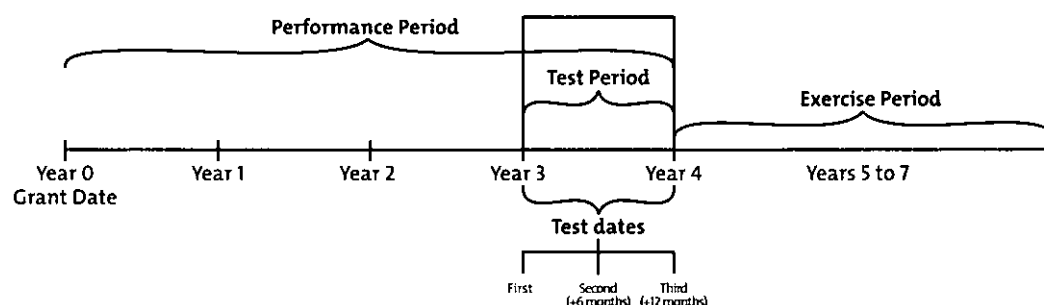 Performance Period
Test Period
Exercise Period
Year 0 Year 1 Year 2 Year 3 Year 4 Years 5 to 7
Grant Date
Test dates
First Second Third
(+6 months) (+12 months)